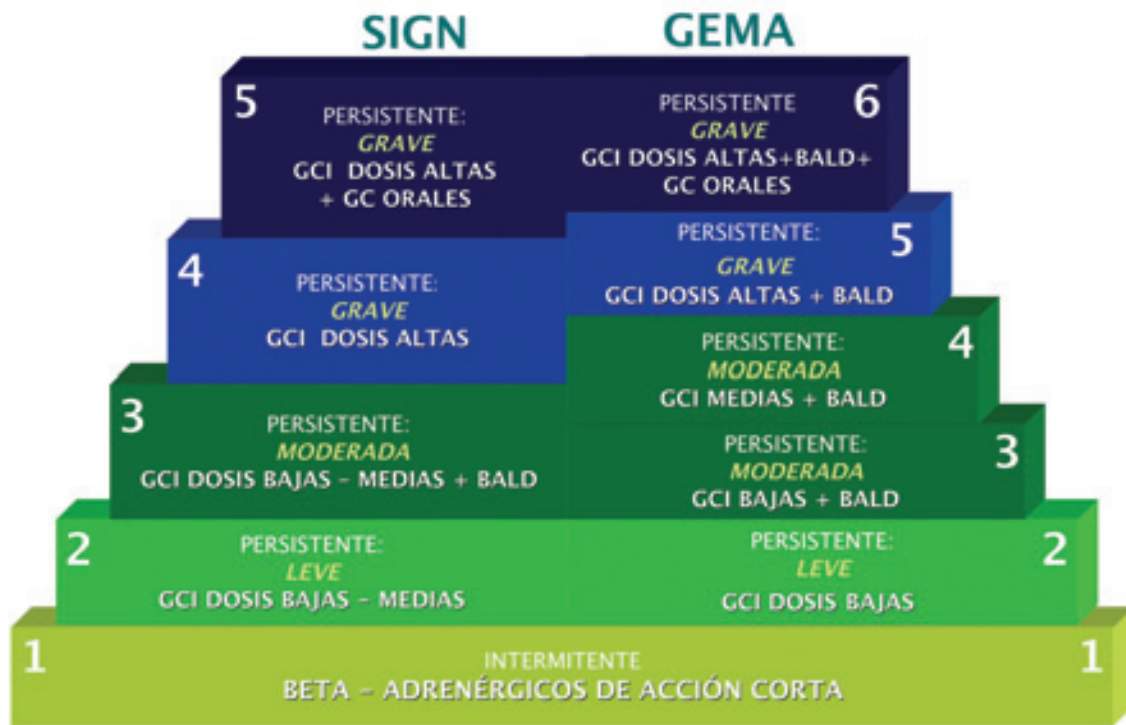 SIGN
GEMA
5
PERSISTENTE:
GRAVE
GCI DOSIS ALTAS
+ GC ORALES
6
PERSISTENTE
GRAVE
GCI DOSIS ALTAS+BALD+
GC ORALES
4
PERSISTENTE:
GRAVE
GCI DOSIS ALTAS
5
PERSISTENTE:
GRAVE
GCI DOSIS ALTAS + BALD
4
PERSISTENTE:
MODERADA
GCI MEDIAS + BALD
3
PERSISTENTE:
MODERADA
GCI DOSIS BAJAS – MEDIAS + BALD
3
PERSISTENTE:
MODERADA
GCI BAJAS + BALD
2
PERSISTENTE:
LEVE
GCI DOSIS BAJAS – MEDIAS
2
PERSISTENTE:
LEVE
GCI DOSIS BAJAS
1
INTERMITENTE
BETA – ADRENÉRGICOS DE ACCIÓN CORTA
1